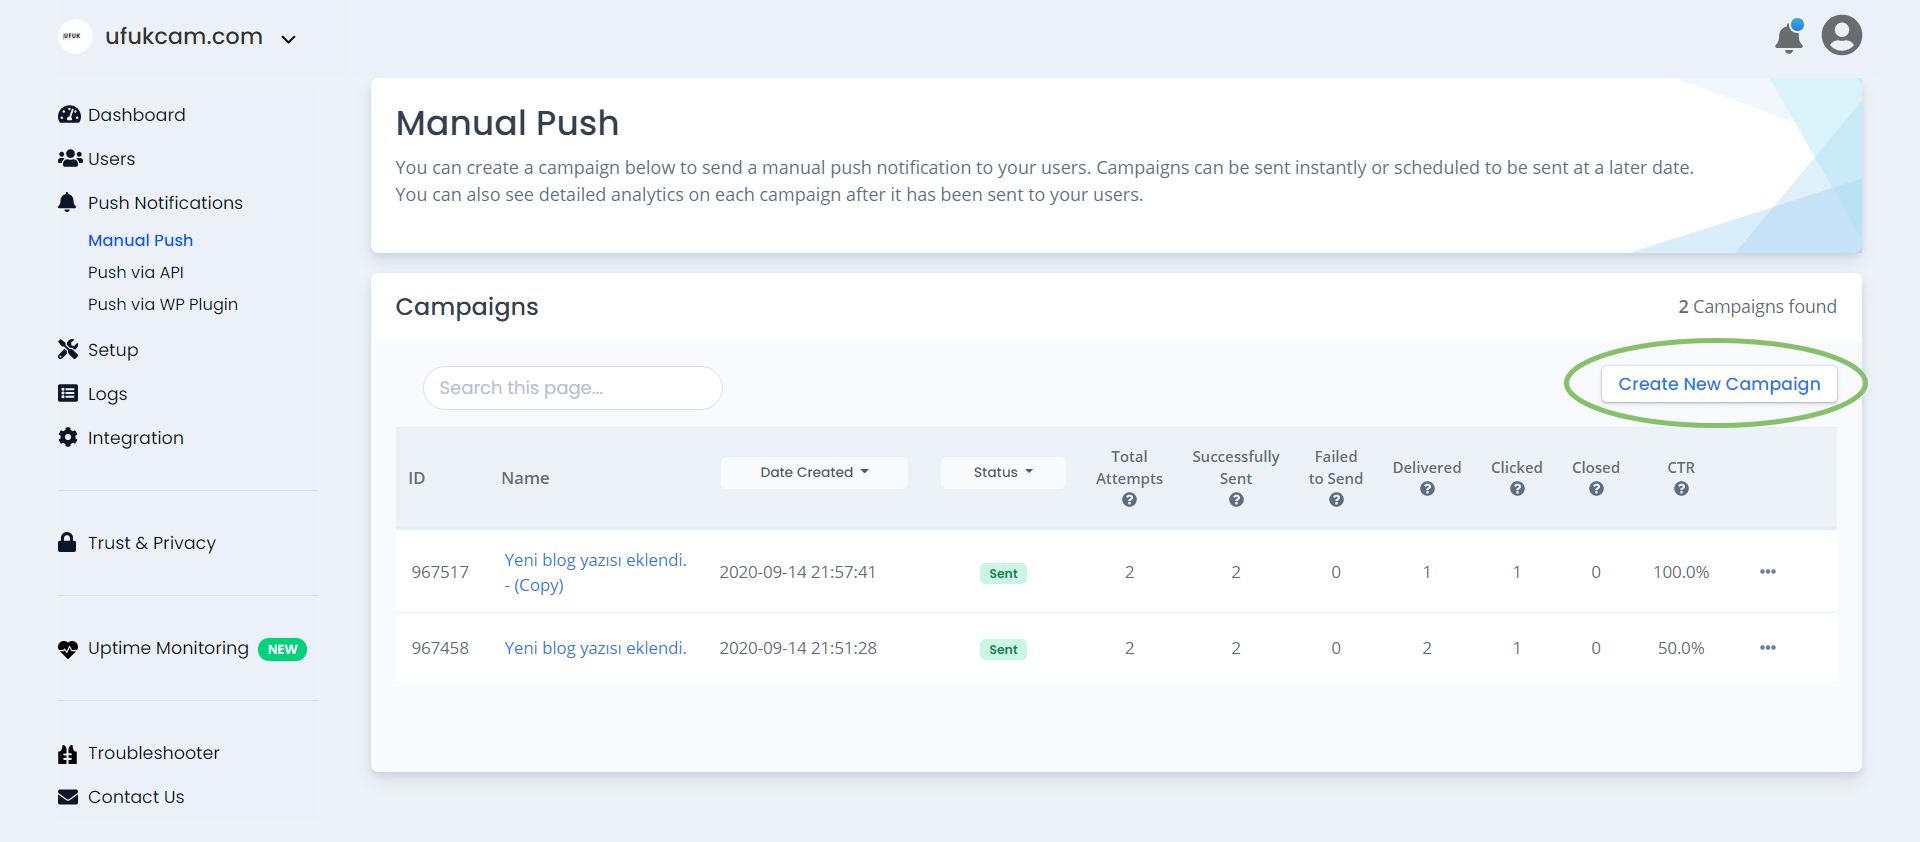 UFUK
ufukcam.com
Dashboard
Users
Push Notifications
Manual Push
Push via API
Push via WP Plugin
Setup
Logs
Integration
Trust & Privacy
Uptime Monitoring NEW
Troubleshooter
Contact Us
Manual Push
You can create a campaign below to send a manual push notification to your users. Campaigns can be sent instantly or scheduled to be sent at a later date.
You can also see detailed analytics on each campaign after it has been sent to your users.
Campaigns
2 Campaigns found
Search this page...
Create New Campaign
ID
Name
Date Created
Status
Total
Attempts
Successfully
Sent
Failed
to Send
Delivered
Clicked
Closed
CTR
967517
Yeni blog yazısı eklendi.
- (Copy)
2020-09-14 21:57:41
Sent
2
2
0
1
1
0
100.0%
967458
Yeni blog yazısı eklendi.
2020-09-14 21:51:28
Sent
2
2
0
2
1
0
50.0%